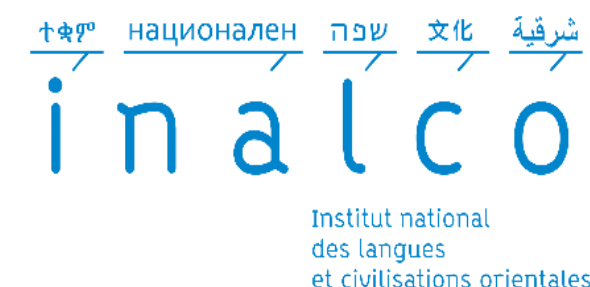 ተቋም национален שפה 文化 شرقية
inalco
Institut national
des langues
et civilisations orientales